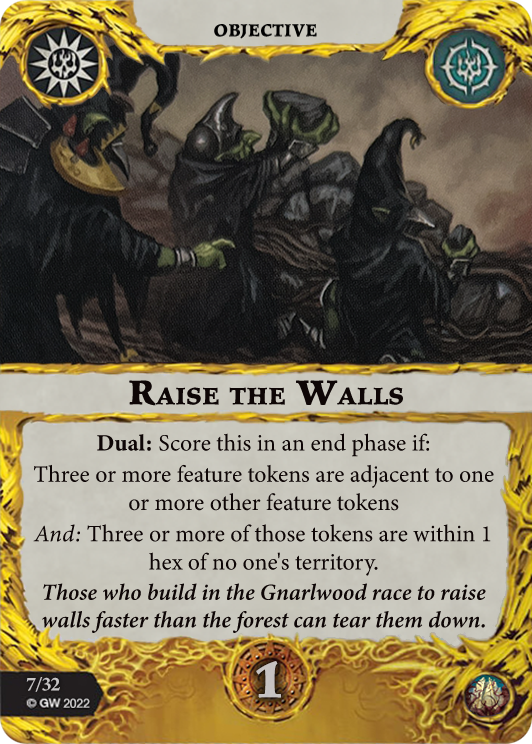 OBJECTIVE
RAISE THE WALLS
Dual: Score this in an end phase if:
Three or more feature tokens are adjacent to one
or more other feature tokens
And: Three or more of those tokens are within 1
hex of no one's territory.
Those who build in the Gnarlwood race to raise
walls faster than the forest can tear them down.
7/32
© GW 2022
1